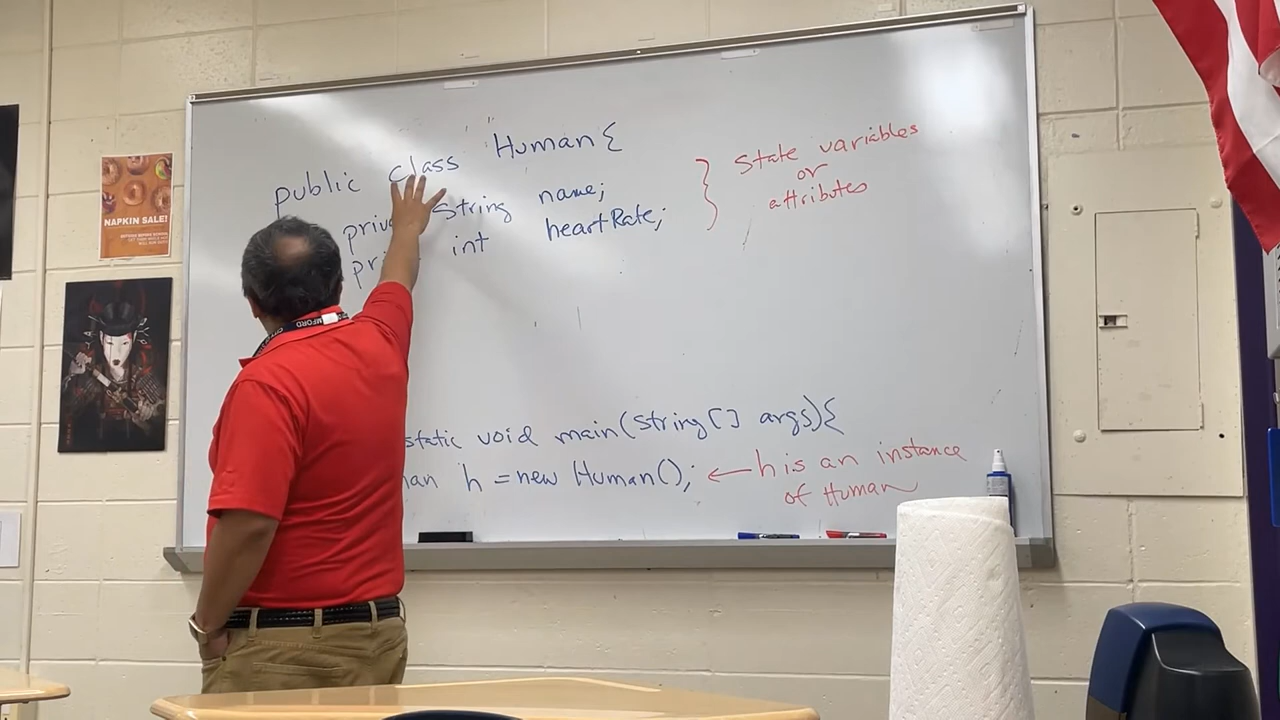 public class Human{
String name;
int heartRate;
} State variables
or
attributes
static void main(String[] args){
h = new Human(); ← h is an instance
of Human
NAPKIN SALE!